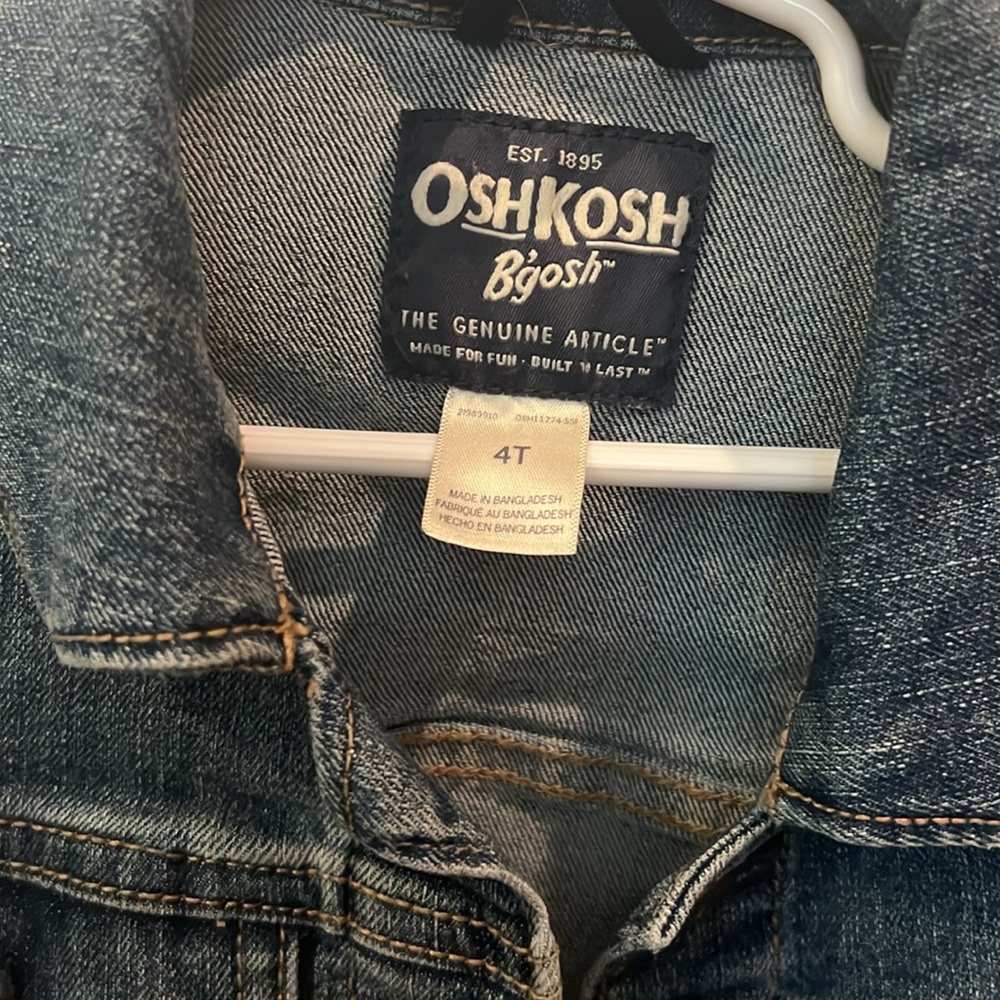 EST. 1895
OSHKOSH
B'gosh™
THE GENUINE ARTICLE™
MADE FOR FUN · BUILT LAST™
4T
MADE IN BANGLADESH
FABRIQUÉ AU BANGLADESH
HECHO EN BANGLADESH